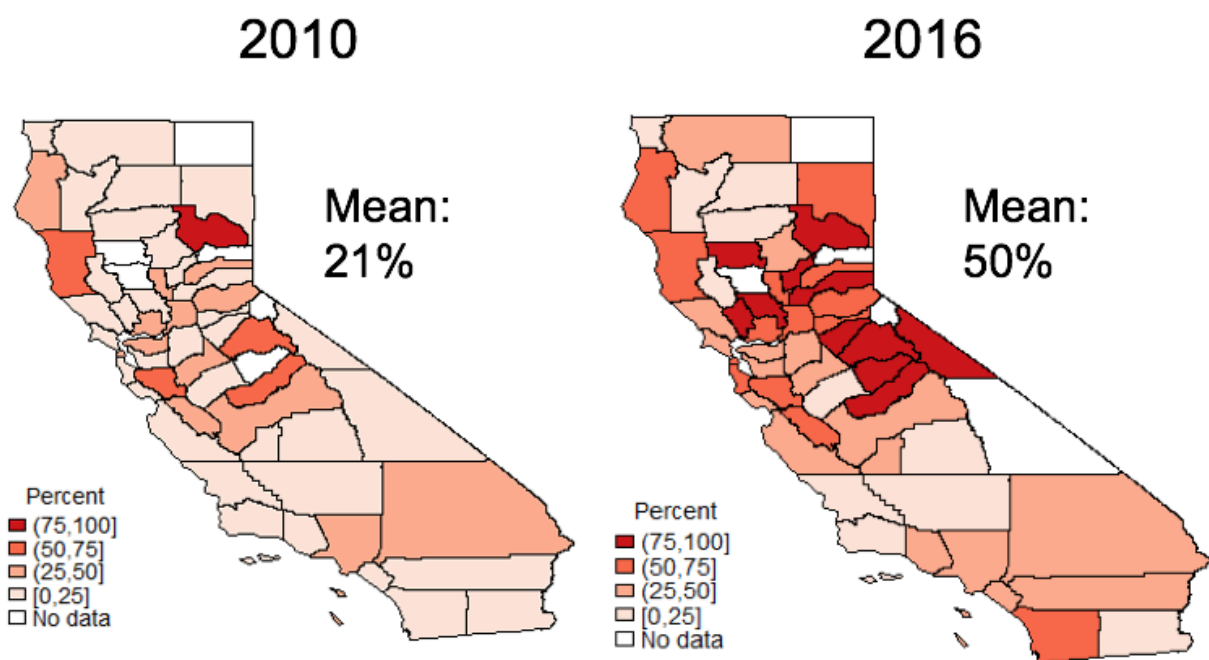 2010
2016
Mean:
21%
Mean:
50%
Percent
(75,100]
(50,75]
(25,50]
[0,25]
No data
Percent
(75,100]
(50,75]
(25,50]
[0,25]
No data